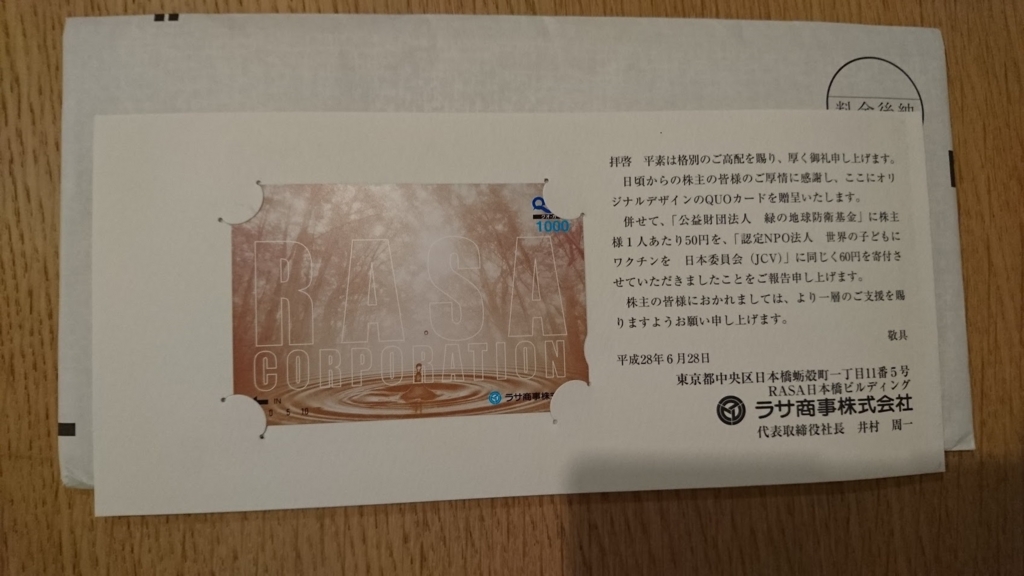 料金後納
拝啓　平素は格別のご高配を賜り、厚く御礼申し上げます。
日頃からの株主の皆様のご厚情に感謝し、ここにオリ
ジナルデザインのQUOカードを贈呈いたします。
併せて、「公益財団法人　緑の地球防衛基金」に株主
様１人あたり50円を、「認定NPO法人　世界の子どもに
ワクチンを　日本委員会（JCV）」に同じく60円を寄付さ
せていただきましたことをご報告申し上げます。
株主の皆様におかれましては、より一層のご支援を賜
りますようお願い申し上げます。
敬具
平成28年６月28日
東京都中央区日本橋蛎殻町一丁目11番５号
RASA日本橋ビルディング
ラサ商事株式会社
代表取締役社長　井村　周一
1000
RASA
CORPORATION
ラサ商事株
0 5 10